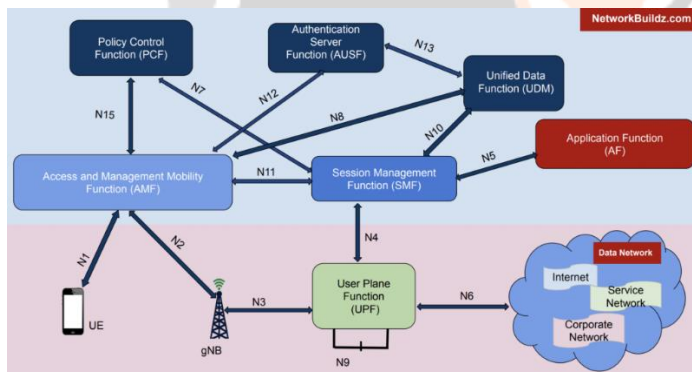 NetworkBuildz.com
Policy Control
Function (PCF)
Authentication
Server
Function (AUSF)
N13
Unified Data
Function (UDM)
N7
N12
N15
N8
N10
Application Function
(AF)
N5
Access and Management Mobility
Function (AMF)
N11
Session Management
Function (SMF)
N1
N2
N4
Data Network
Internet
Service
Network
Corporate
Network
User Plane
Function
(UPF)
N3
N6
UE
gNB
N9